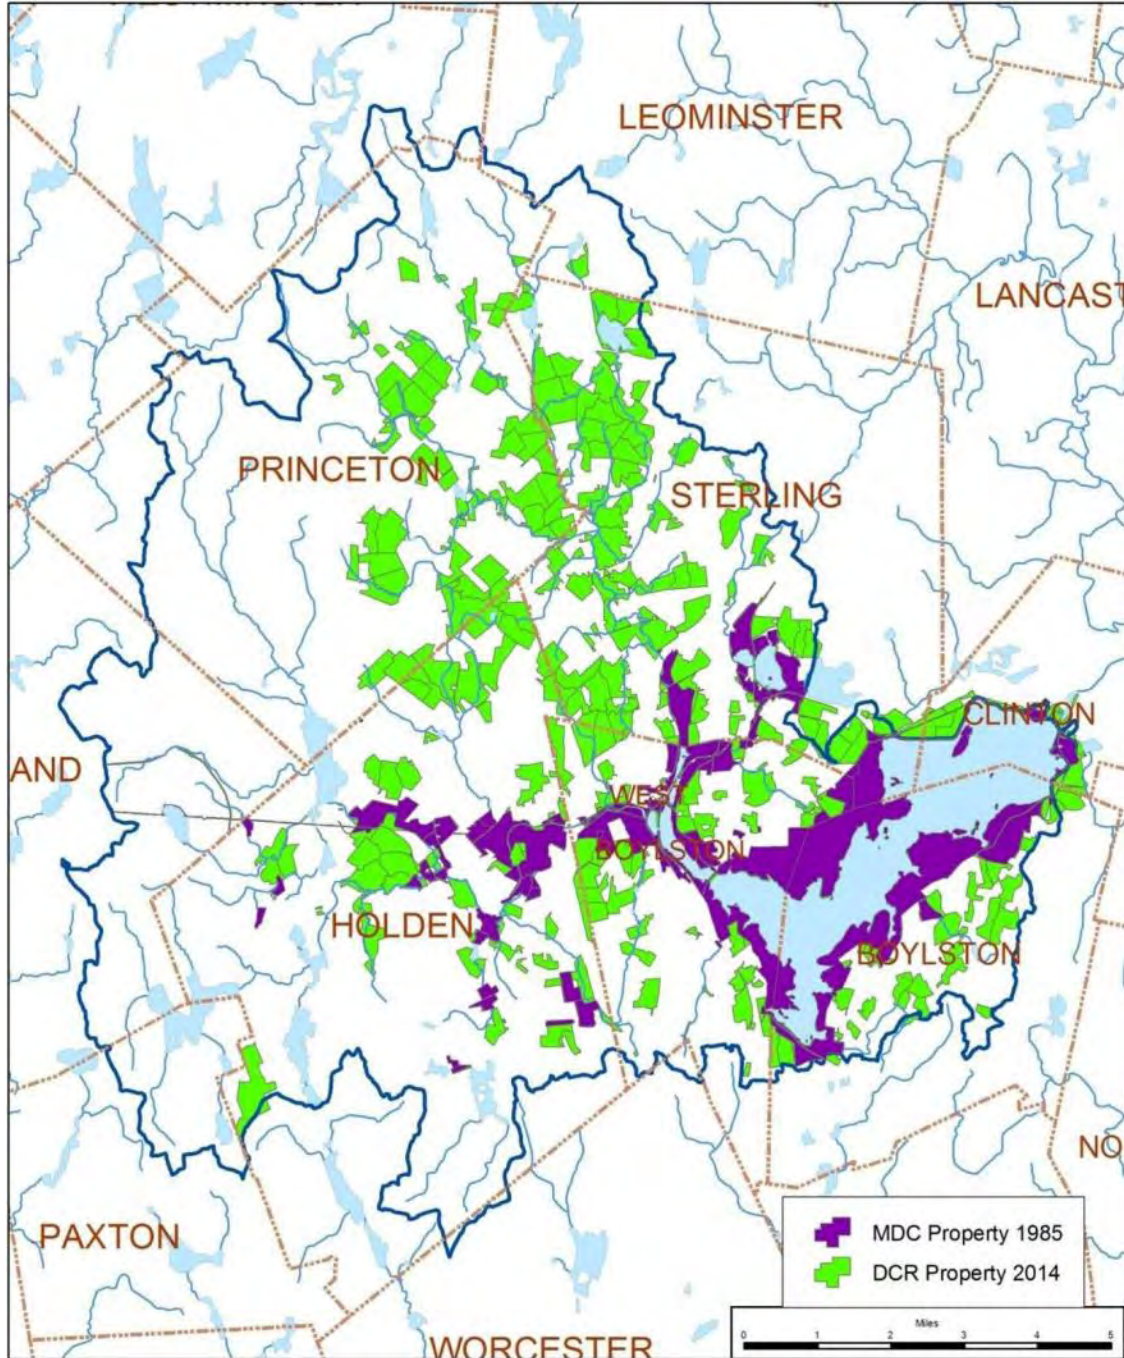 LEOMINSTER
LANCAST
PRINCETON
STERLING
CLINTON
AND
WEST
BOYLSTON
HOLDEN
BOYLSTON
NO
PAXTON
WORCESTER
MDC Property 1985
DCR Property 2014
Miles
0 1 2 3 4 5